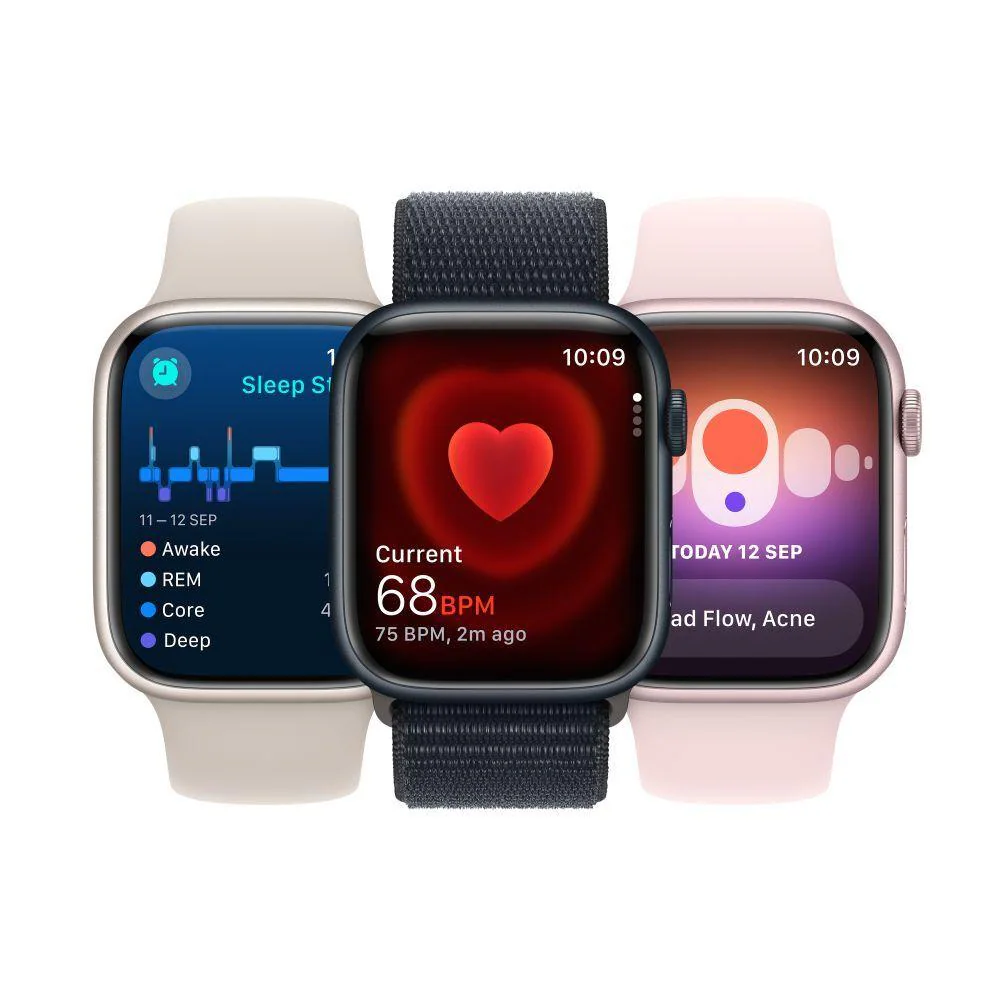 Sleep St
11 – 12 SEP
Awake
REM
Core
Deep
10:09
Current
68BPM
75 BPM, 2m ago
10:09
TODAY 12 SEP
ad Flow, Acne